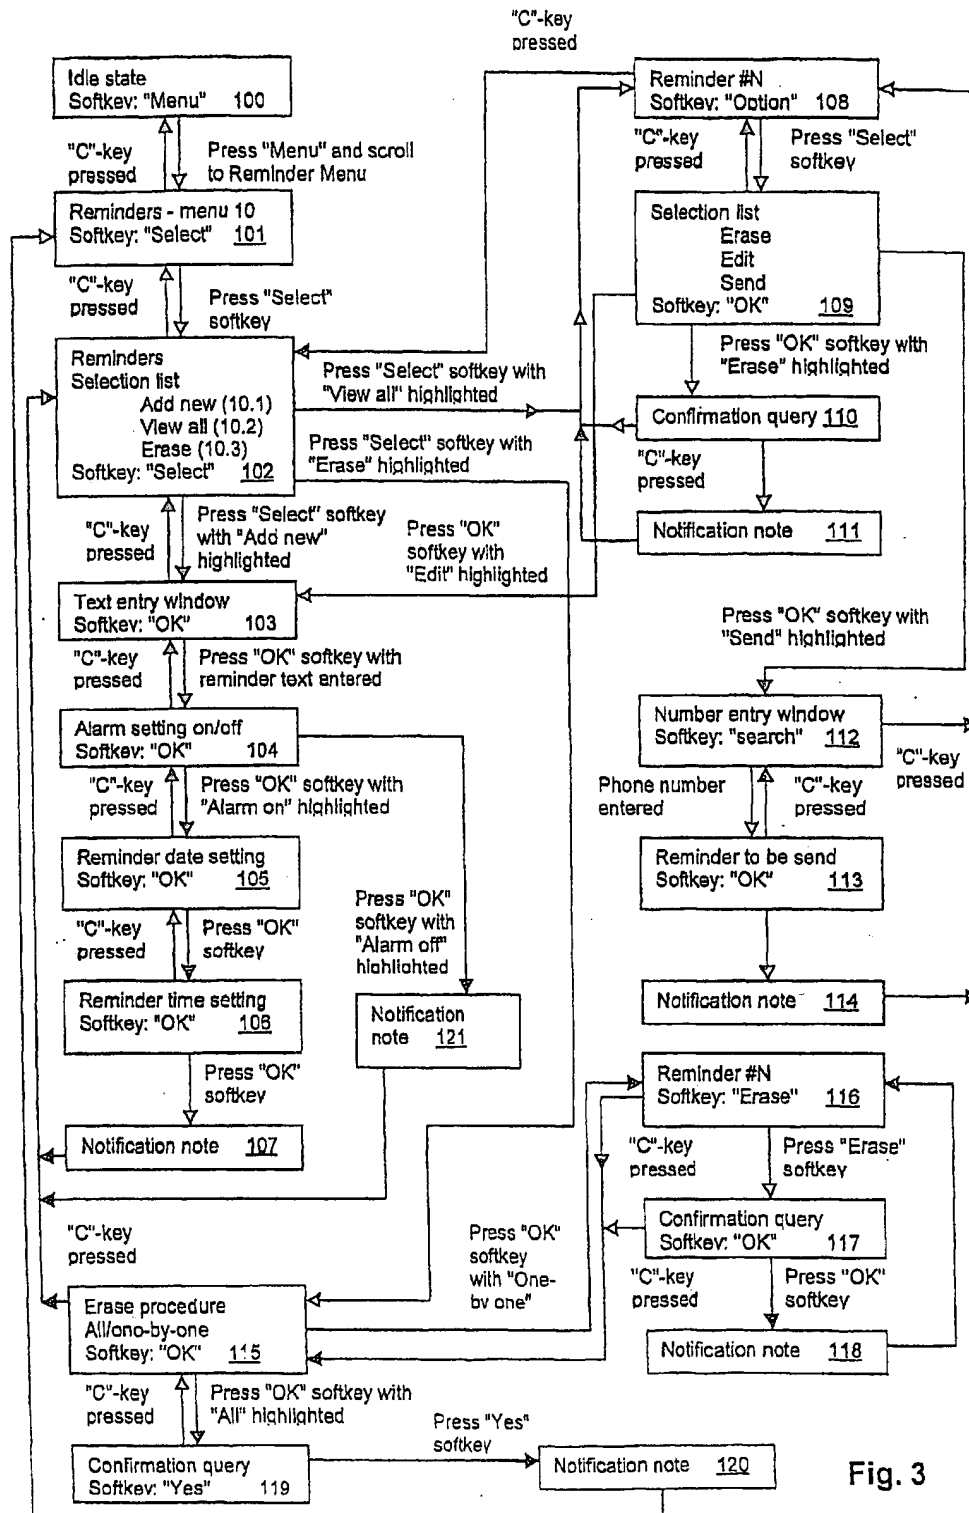 "C"-key
pressed
Idle state
Softkey: "Menu" 100
"C"-key
pressed
Press "Menu" and scroll
to Reminder Menu
Reminders - menu 10
Softkey: "Select" 101
"C"-key
pressed
Press "Select"
softkey
Reminders
Selection list
Add new (10.1)
View all (10.2)
Erase (10.3)
Softkey: "Select" 102
Press "Select" softkey with
"View all" highlighted
Press "Select" softkey with
"Erase" highlighted
"C"-key
pressed
Press "Select" softkey
with "Add new"
highlighted
Press "OK"
softkey with
"Edit" highlighted
Text entry window
Softkey: "OK" 103
"C"-key
pressed
Press "OK" softkey with
reminder text entered
Alarm setting on/off
Softkey: "OK" 104
"C"-key
pressed
Press "OK" softkey with
"Alarm on" highlighted
Reminder date setting
Softkey: "OK" 105
"C"-key
pressed
Press "OK"
softkey
Press "OK"
softkey with
"Alarm off"
highlighted
Reminder time setting
Softkey: "OK" 106
Notification
note 121
Press "OK"
softkey
Notification note 107
"C"-key
pressed
Erase procedure
All/ono-by-one
Softkey: "OK" 115
"C"-key
pressed
Press "OK" softkey with
"All" highlighted
Confirmation query
Softkey: "Yes" 119
Press "Yes"
softkey
Notification note 120
Reminder #N
Softkey: "Option" 108
"C"-key
pressed
Press "Select"
softkey
Selection list
Erase
Edit
Send
Softkey: "OK" 109
Press "OK" softkey with
"Erase" highlighted
Confirmation query 110
"C"-key
pressed
Notification note 111
Press "OK" softkey with
"Send" highlighted
Number entry window
Softkey: "search" 112
"C"-key
pressed
Phone number
entered
"C"-key
pressed
Reminder to be send
Softkey: "OK" 113
Notification note 114
Reminder #N
Softkey: "Erase" 116
"C"-key
pressed
Press "Erase"
softkey
Confirmation query
Softkey: "OK" 117
Press "OK"
softkey
with "One-
by one"
"C"-key
pressed
Press "OK"
softkey
Notification note 118
Fig. 3